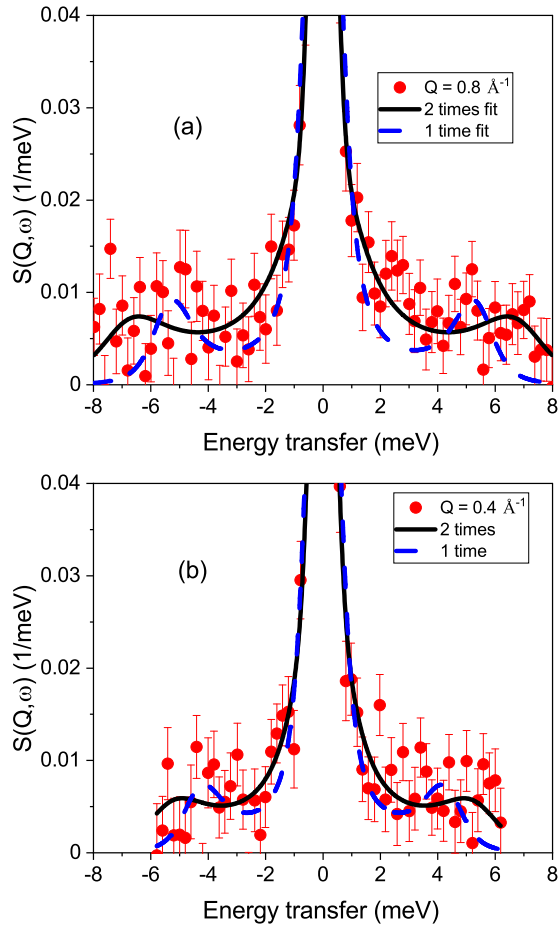 0.04
0.03
0.02
0.01
0
S(Q,ω) (1/meV)
(a)
Q = 0.8 Å⁻¹
2 times fit
1 time fit
-8 -6 -4 -2 0 2 4 6 8
Energy transfer (meV)
0.04
0.03
0.02
0.01
0
S(Q,ω) (1/meV)
(b)
Q = 0.4 Å⁻¹
2 times
1 time
-8 -6 -4 -2 0 2 4 6 8
Energy transfer (meV)